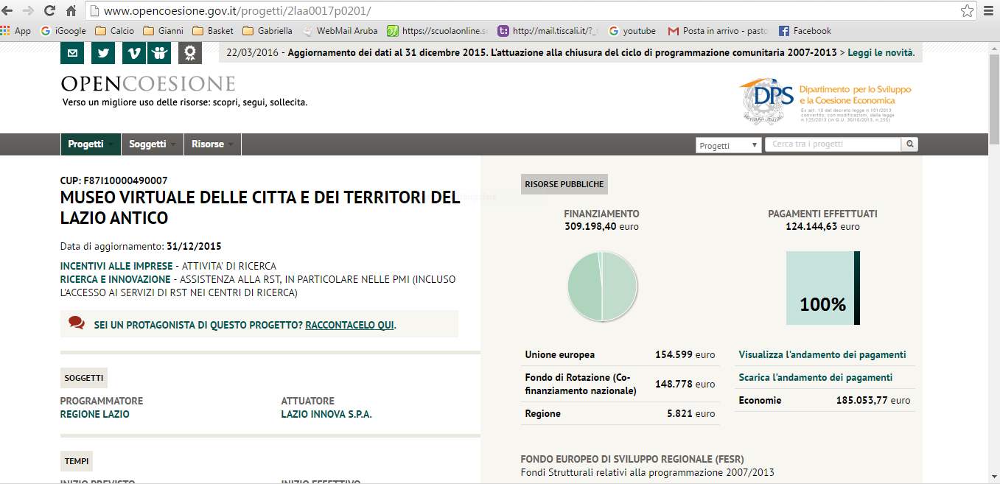 www.opencoesione.gov.it/progetti/2laa0017p0201/
App iGoogle Calcio Gianni Basket Gabriella WebMail Aruba https://scuolaonline.s http://mail.tiscali.it/?_ youtube Posta in arrivo - pasto Facebook
22/03/2016 - Aggiornamento dei dati al 31 dicembre 2015. L'attuazione alla chiusura del ciclo di programmazione comunitaria 2007-2013 > Leggi le novità.
OPENCOESIONE
Verso un migliore uso delle risorse: scopri, segui, sollecita.
DPS
Dipartimento per lo Sviluppo
e la Coesione Economica
Ex art. 10 del decreto legge n.101/2013
convertito, con modificazioni, dalla legge
n.125/2013 (in G.U. 30/10/2013, n.255)
Progetti Soggetti Risorse
Progetti Cerca tra i progetti
CUP: F87I10000490007
MUSEO VIRTUALE DELLE CITTA E DEI TERRITORI DEL
LAZIO ANTICO
Data di aggiornamento: 31/12/2015
INCENTIVI ALLE IMPRESE - ATTIVITA' DI RICERCA
RICERCA E INNOVAZIONE - ASSISTENZA ALLA RST, IN PARTICOLARE NELLE PMI (INCLUSO
L'ACCESSO AI SERVIZI DI RST NEI CENTRI DI RICERCA)
SEI UN PROTAGONISTA DI QUESTO PROGETTO? RACCONTACELO QUI.
SOGGETTI
PROGRAMMATORE
REGIONE LAZIO
ATTUATORE
LAZIO INNOVA S.P.A.
TEMPI
INIZIO PREVISTO
INIZIO EFFETTIVO
RISORSE PUBBLICHE
FINANZIAMENTO
309.198,40 euro
PAGAMENTI EFFETTUATI
124.144,63 euro
100%
Unione europea 154.599 euro
Fondo di Rotazione (Co-
finanziamento nazionale) 148.778 euro
Regione 5.821 euro
Visualizza l'andamento dei pagamenti
Scarica l'andamento dei pagamenti
Economie 185.053,77 euro
FONDO EUROPEO DI SVILUPPO REGIONALE (FESR)
Fondi Strutturali relativi alla programmazione 2007/2013